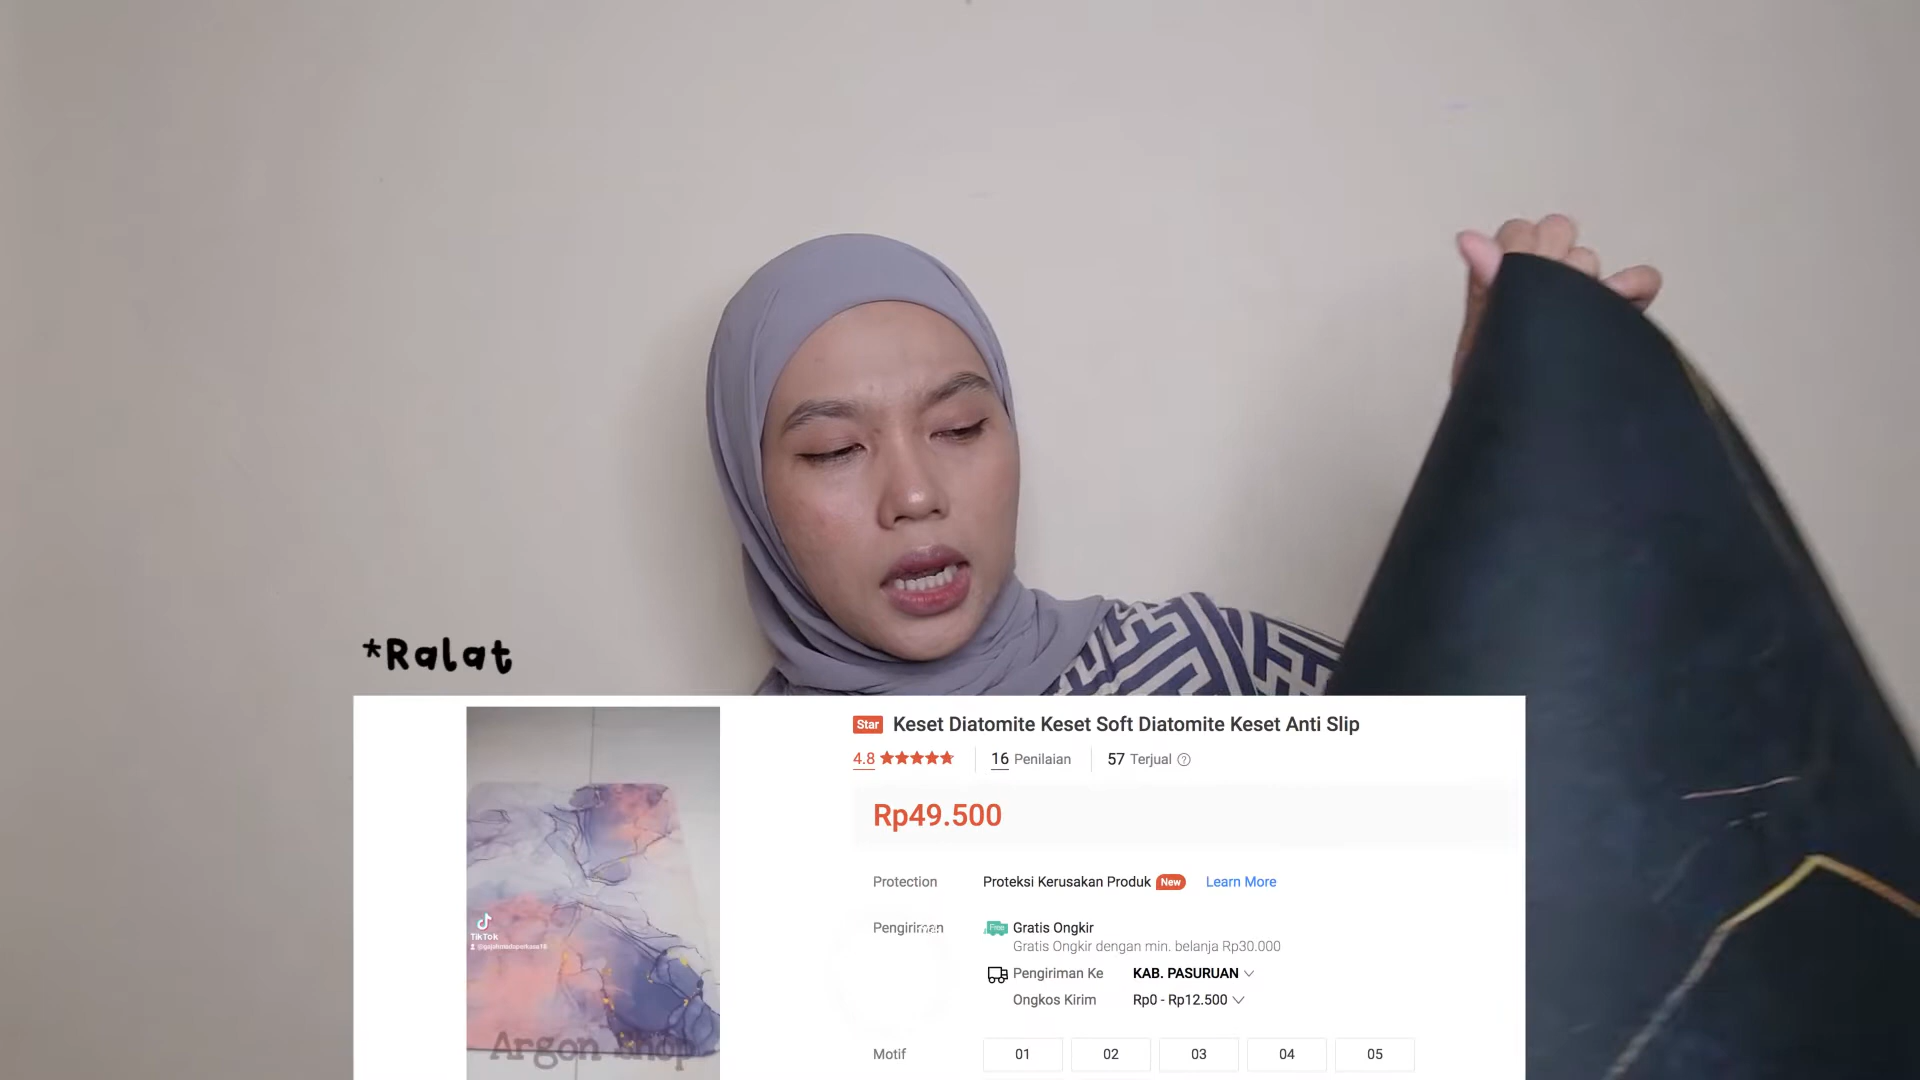 *Ralat
Star Keset Diatomite Keset Soft Diatomite Keset Anti Slip
4.8 16 Penilaian 57 Terjual ?
Rp49.500
Protection Proteksi Kerusakan Produk New Learn More
Pengiriman Free Gratis Ongkir
Gratis Ongkir dengan min. belanja Rp30.000
Pengiriman Ke KAB. PASURUAN
Ongkos Kirim Rp0 - Rp12.500
Motif 01 02 03 04 05
TikTok
Argon Shop